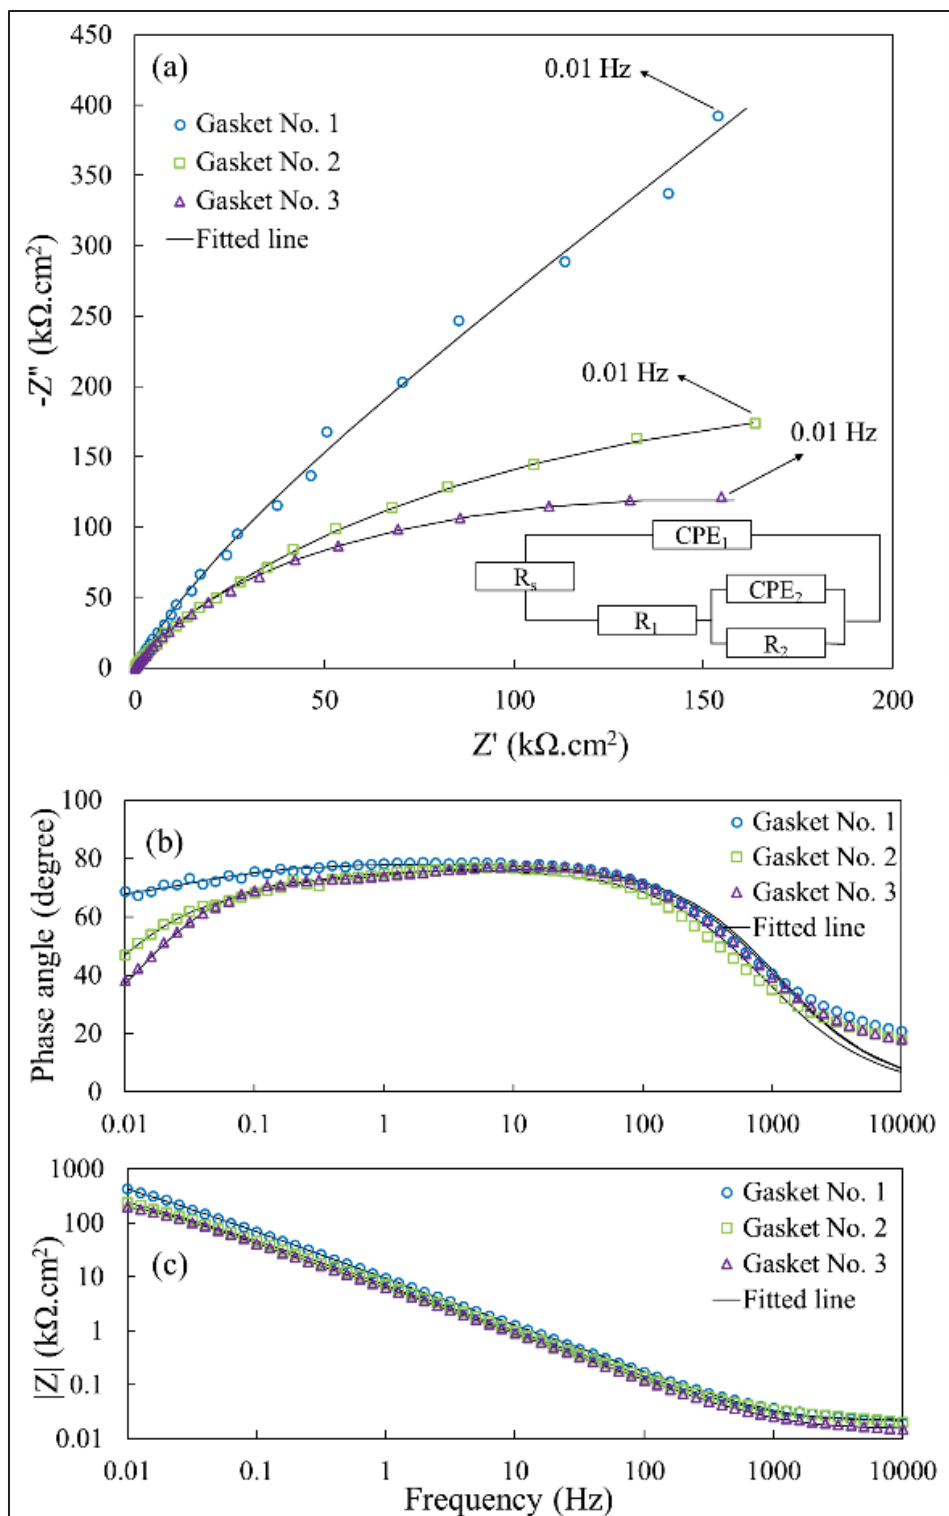 (a)
-Z" (kΩ.cm²)
450
400
350
300
250
200
150
100
50
0
0 50 100 150 200
Z' (kΩ.cm²)
Gasket No. 1
Gasket No. 2
Gasket No. 3
Fitted line
0.01 Hz
0.01 Hz
0.01 Hz
CPE₁
Rₛ
CPE₂
R₁
R₂
(b)
Phase angle (degree)
100
80
60
40
20
0
0.01 0.1 1 10 100 1000 10000
Gasket No. 1
Gasket No. 2
Gasket No. 3
Fitted line
(c)
|Z| (kΩ.cm²)
1000
100
10
1
0.1
0.01
0.01 0.1 1 10 100 1000 10000
Frequency (Hz)
Gasket No. 1
Gasket No. 2
Gasket No. 3
Fitted line